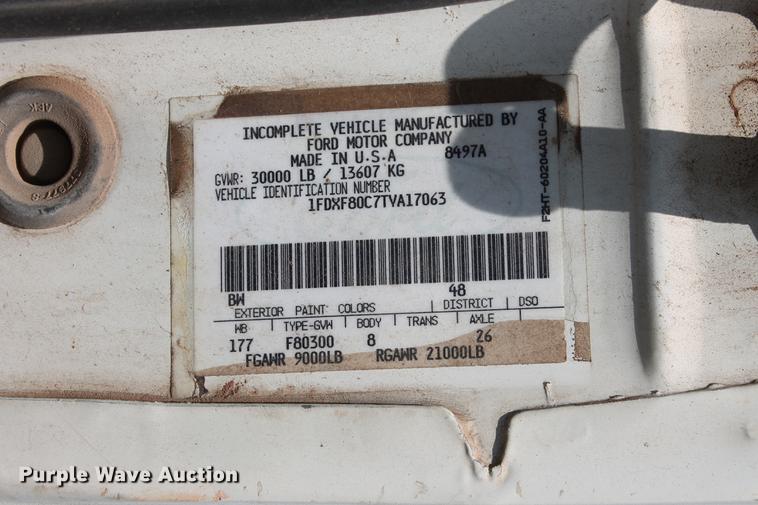 INCOMPLETE VEHICLE MANUFACTURED BY
FORD MOTOR COMPANY
MADE IN U.S.A 8497A
GVWR: 30000 LB / 13607 KG
VEHICLE IDENTIFICATION NUMBER
1FDXF80C7TVA17063
F2HT-60204A10-AA
BW 48
EXTERIOR PAINT COLORS DISTRICT DSO
WB TYPE-GVW BODY TRANS AXLE
177 F80300 8 26
FGAWR 9000LB RGAWR 21000LB
Purple Wave Auction